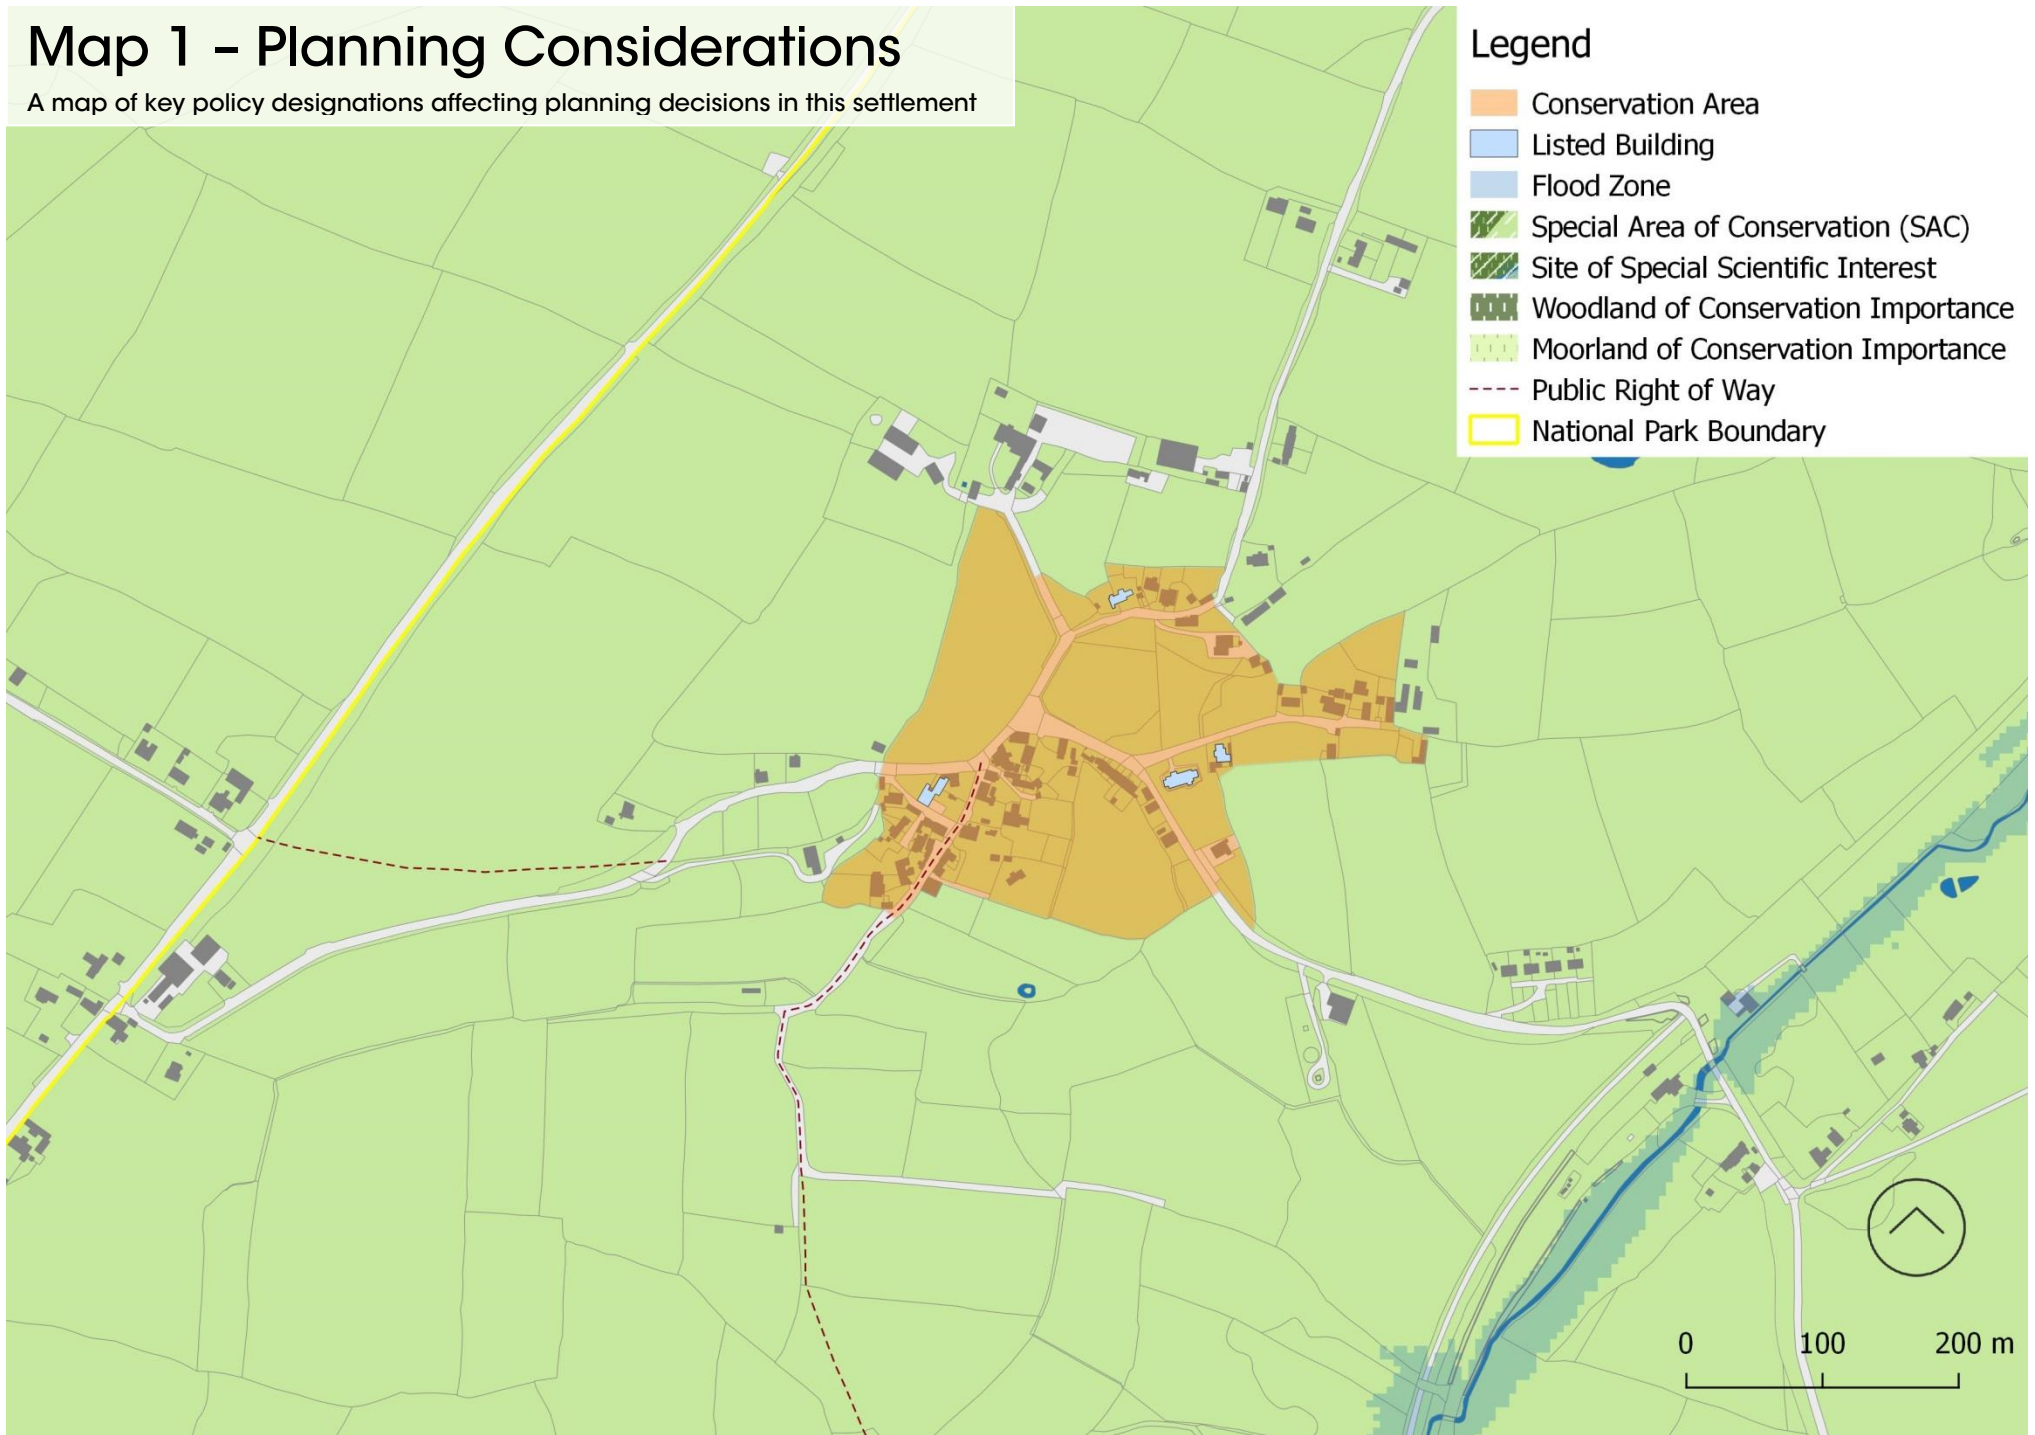 Map 1 – Planning Considerations
A map of key policy designations affecting planning decisions in this settlement
Legend
Conservation Area
Listed Building
Flood Zone
Special Area of Conservation (SAC)
Site of Special Scientific Interest
Woodland of Conservation Importance
Moorland of Conservation Importance
Public Right of Way
National Park Boundary
0 100 200 m